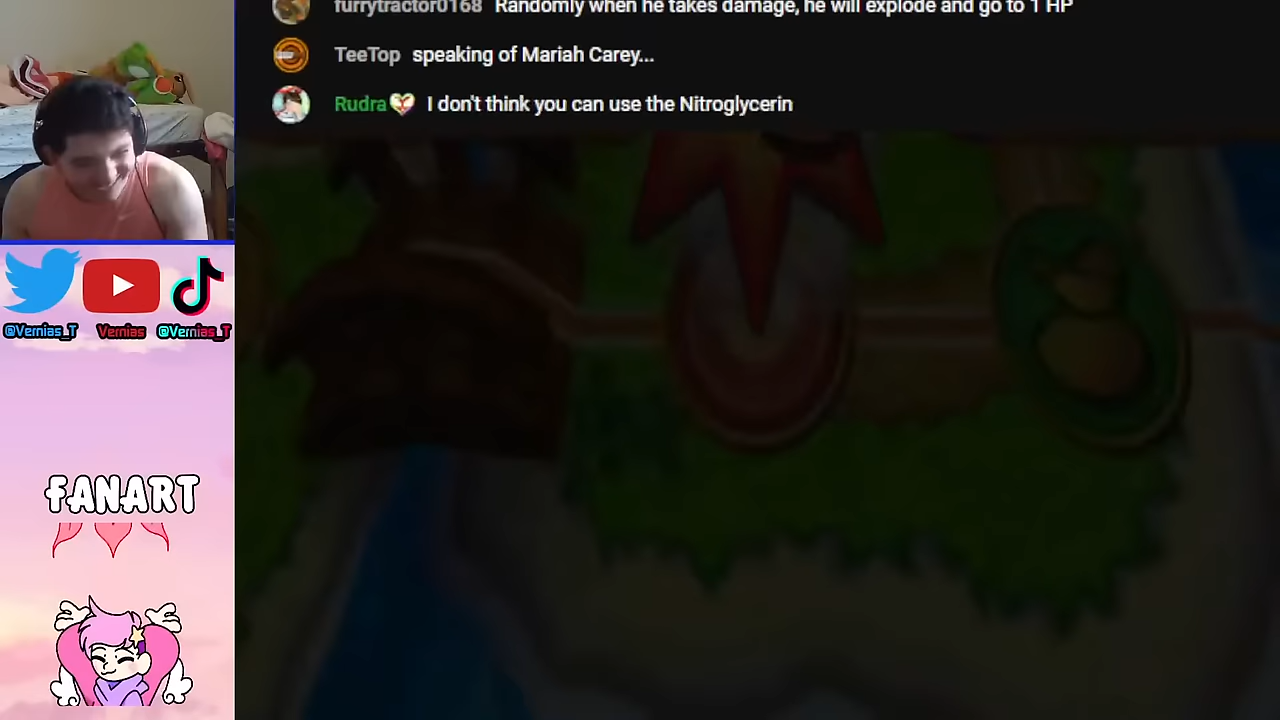 furrytractor0168 Randomly when he takes damage, he will explode and go to 1 HP
TeeTop speaking of Mariah Carey...
Rudra I don't think you can use the Nitroglycerin
@Vernias_T Vernias @Vernias_T
FANART